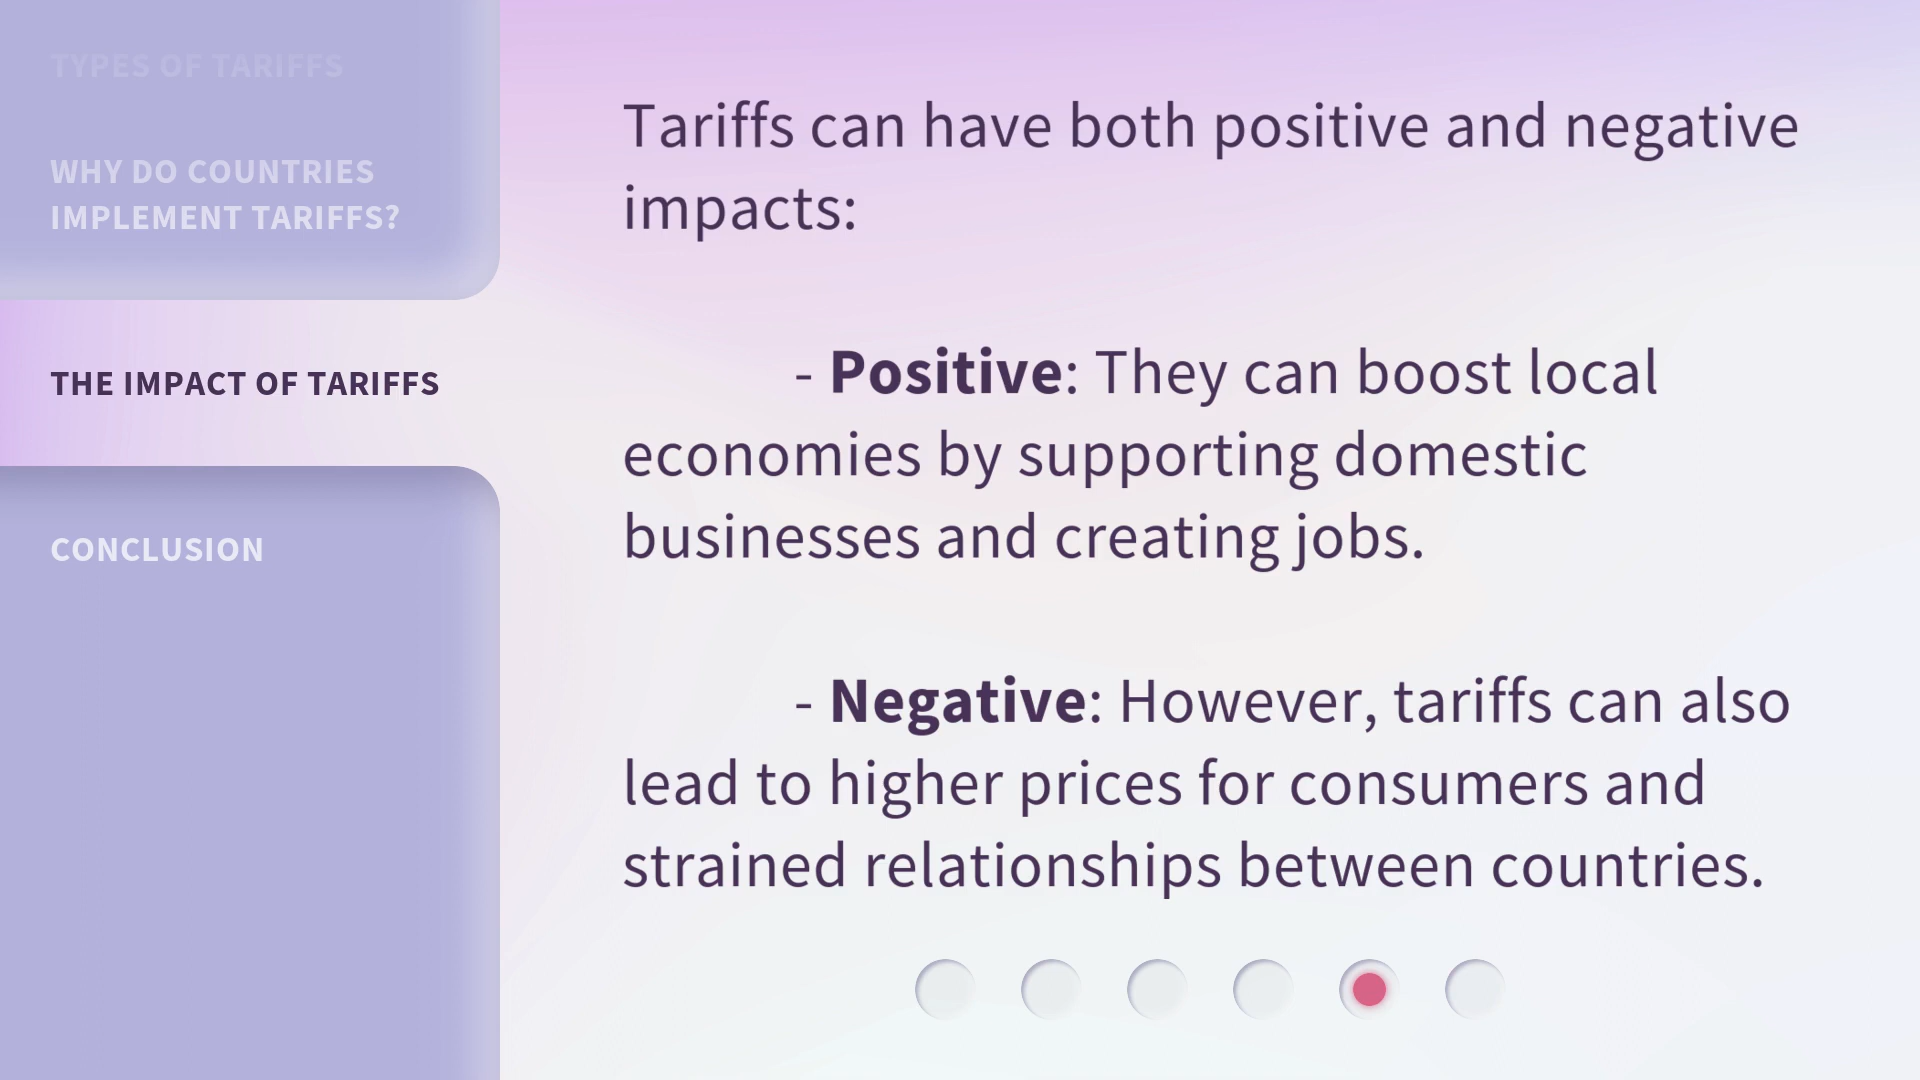 TYPES OF TARIFFS
WHY DO COUNTRIES
IMPLEMENT TARIFFS?
THE IMPACT OF TARIFFS
CONCLUSION
Tariffs can have both positive and negative
impacts:
- Positive: They can boost local
economies by supporting domestic
businesses and creating jobs.
- Negative: However, tariffs can also
lead to higher prices for consumers and
strained relationships between countries.